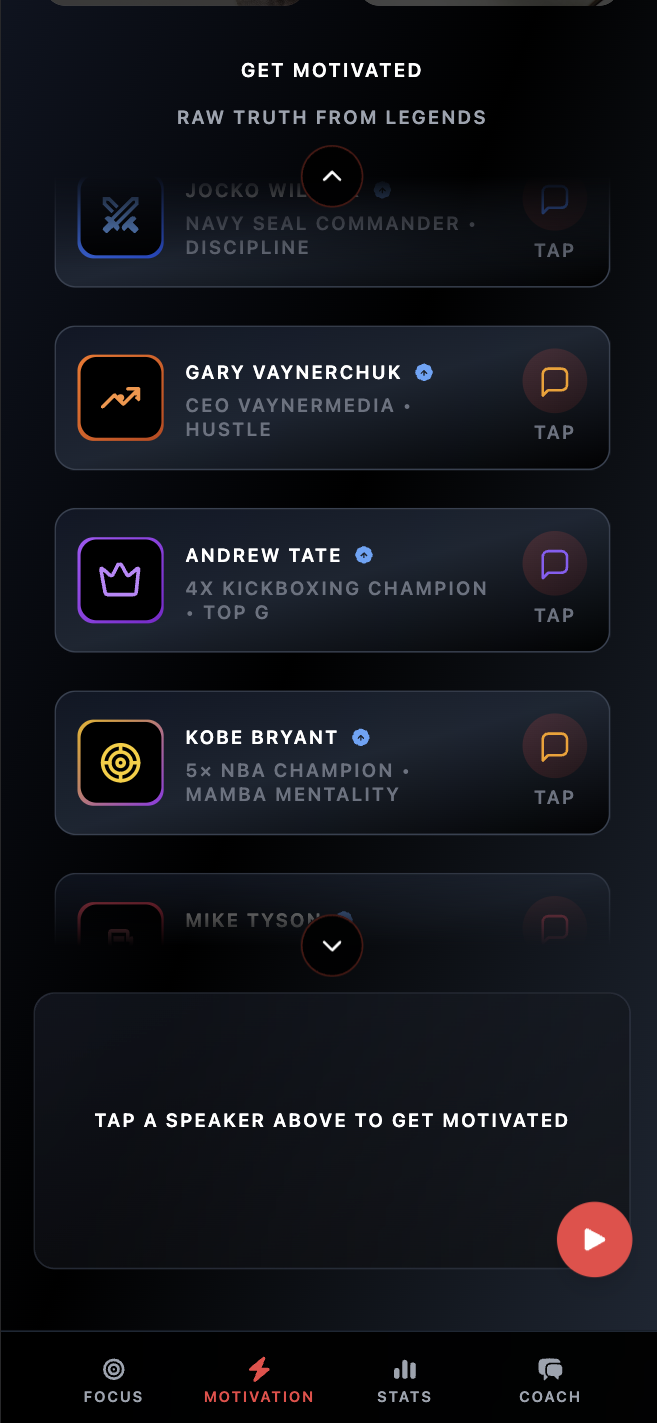 GET MOTIVATED
RAW TRUTH FROM LEGENDS
JOCKO
NAVY SEAL COMMANDER •
DISCIPLINE
TAP
GARY VAYNERCHUK
CEO VAYNERMEDIA •
HUSTLE
TAP
ANDREW TATE
4X KICKBOXING CHAMPION
• TOP G
TAP
KOBE BRYANT
5× NBA CHAMPION •
MAMBA MENTALITY
TAP
MIKE TYSON
TAP A SPEAKER ABOVE TO GET MOTIVATED
FOCUS
MOTIVATION
STATS
COACH